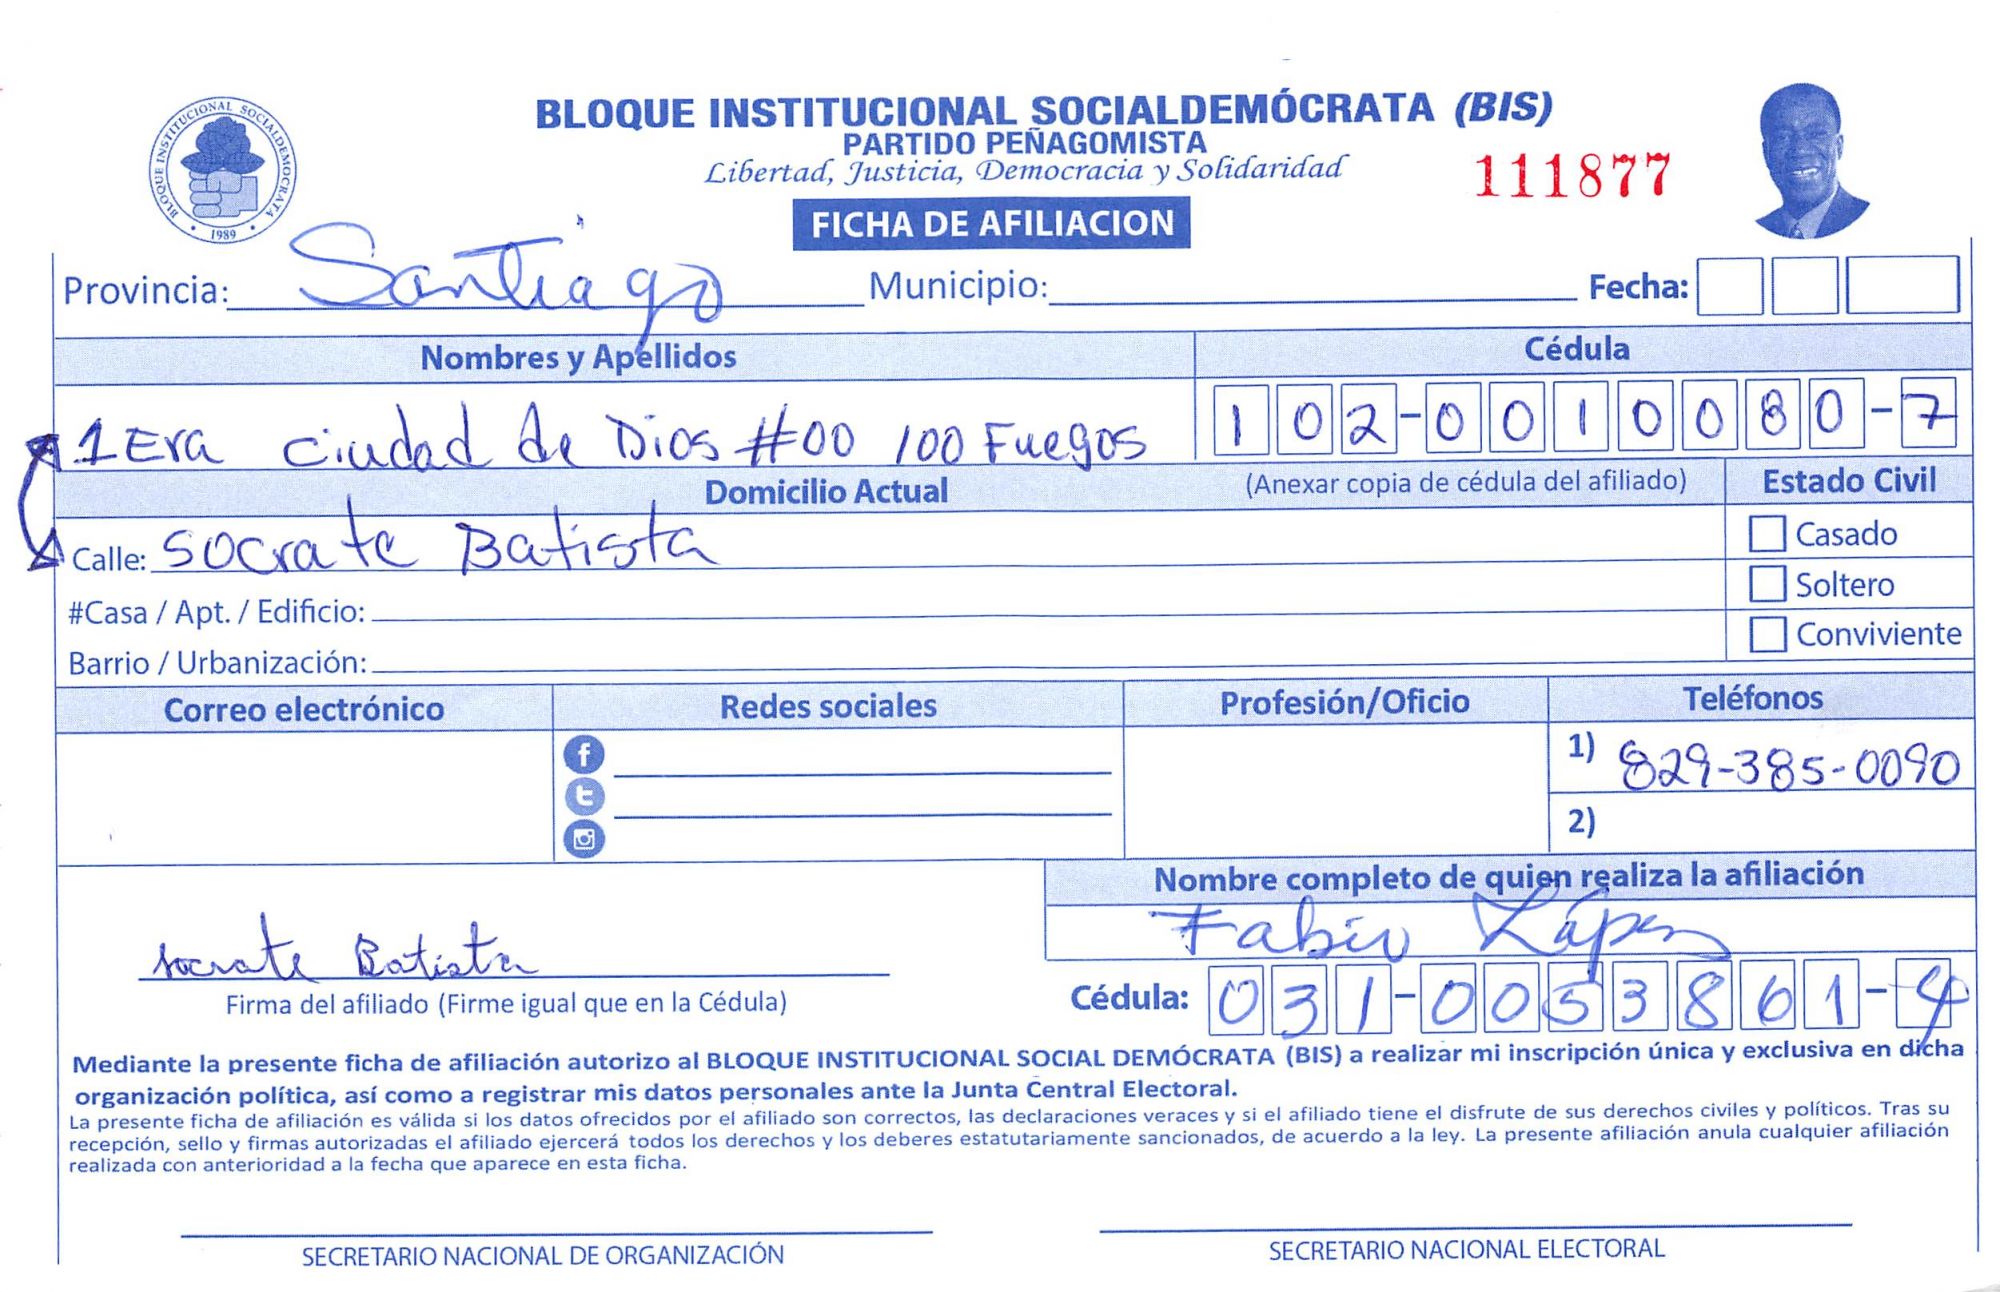 BLOQUE INSTITUCIONAL SOCIALDEMOCRATA
1989
BLOQUE INSTITUCIONAL SOCIALDEMÓCRATA (BIS)
PARTIDO PEÑAGOMISTA
Libertad, Justicia, Democracia y Solidaridad
111877
FICHA DE AFILIACION
Provincia: Santiago Municipio: Fecha:
Nombres y Apellidos Cédula
1Era Ciudad de Dios #00 100 Fuegos 102-0010080-7
Domicilio Actual (Anexar copia de cédula del afiliado) Estado Civil
Calle: Socrate Batista Casado
#Casa / Apt. / Edificio: Soltero
Barrio / Urbanización: Conviviente
Correo electrónico Redes sociales Profesión/Oficio Teléfonos
1) 829-385-0090
2)
Nombre completo de quien realiza la afiliación
Fabio López
Socrate Batista
Firma del afiliado (Firme igual que en la Cédula) Cédula: 031-0053861-4
Mediante la presente ficha de afiliación autorizo al BLOQUE INSTITUCIONAL SOCIAL DEMÓCRATA (BIS) a realizar mi inscripción única y exclusiva en dicha
organización política, así como a registrar mis datos personales ante la Junta Central Electoral.
La presente ficha de afiliación es válida si los datos ofrecidos por el afiliado son correctos, las declaraciones veraces y si el afiliado tiene el disfrute de sus derechos civiles y políticos. Tras su
recepción, sello y firmas autorizadas el afiliado ejercerá todos los derechos y los deberes estatutariamente sancionados, de acuerdo a la ley. La presente afiliación anula cualquier afiliación
realizada con anterioridad a la fecha que aparece en esta ficha.
SECRETARIO NACIONAL DE ORGANIZACIÓN SECRETARIO NACIONAL ELECTORAL